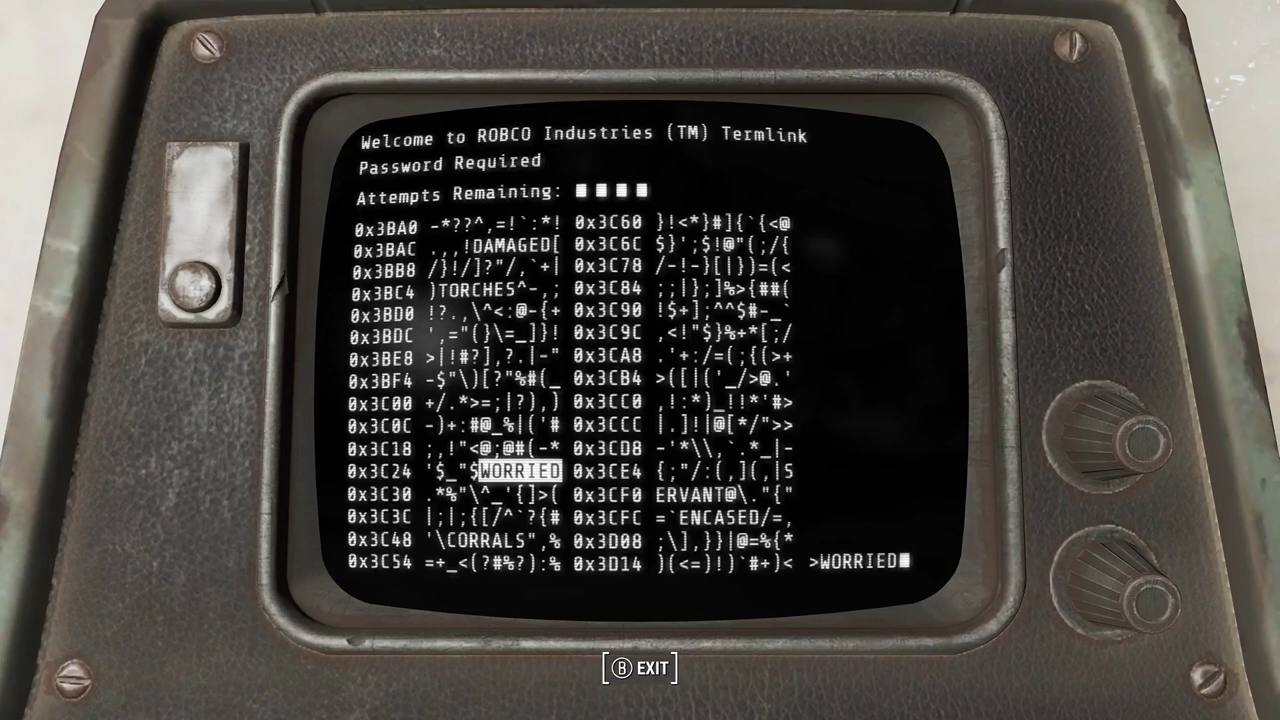 Welcome to ROBCO Industries (TM) Termlink
Password Required
Attempts Remaining: ■ ■ ■ ■
0x3BA0 -*??^,=!`:*! 0x3C60 }!<*}#]{`{<@
0x3BAC .,,!DAMAGED[ 0x3C6C $}';$!@"(;/{
0x3BB8 /}!/]?"/,`+| 0x3C78 /-!-}[|})=(<
0x3BC4 )TORCHES^-,; 0x3C84 ;;|};]%>{##(
0x3BD0 !?.,\^<:@-{+ 0x3C90 !$+];^^$#-_`
0x3BDC ',="(}\=_]}! 0x3C9C ,<!"$}%+*[;/
0x3BE8 >|!#?],?.|-" 0x3CA8 .'+:/=(;{(>+
0x3BF4 -$"\)[?"%#(_ 0x3CB4 >([|('_/>@.'
0x3C00 +/.*>=;|?),) 0x3CC0 ,!:*)_!!*'#>
0x3C0C -)+:#@_%|('# 0x3CCC |.]!|@[*/">>
0x3C18 ;,!"<@;@#(-* 0x3CD8 -'*\\,`.*_|-
0x3C24 '$_"$WORRIED 0x3CE4 {;"/:(,](,|S
0x3C30 .*%"\^_'{]>( 0x3CF0 ERVANT@\."{"
0x3C3C |;|;{[/^`?{# 0x3CFC =`ENCASED/=,
0x3C48 '\CORRALS",% 0x3D08 ;\],}}|@=%{*
0x3C54 =+_<(?#%?):% 0x3D14 )(<=)!)`#+)< >WORRIED■
[Ⓑ EXIT]